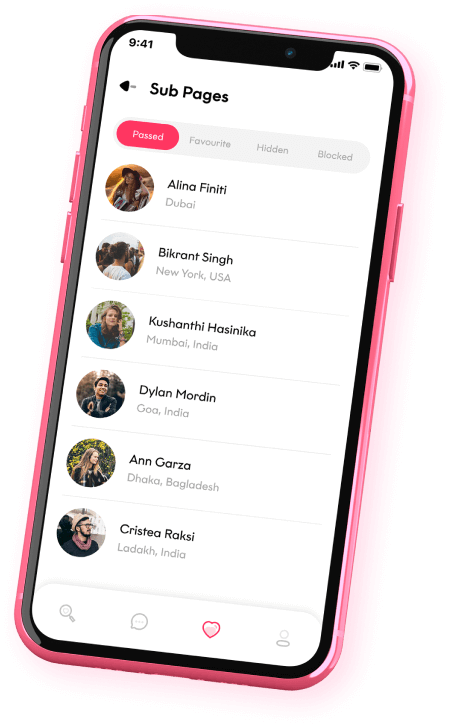 9:41
Sub Pages
Passed Favourite Hidden Blocked
Alina Finiti
Dubai
Bikrant Singh
New York, USA
Kushanthi Hasinika
Mumbai, India
Dylan Mordin
Goa, India
Ann Garza
Dhaka, Bagladesh
Cristea Raksi
Ladakh, India